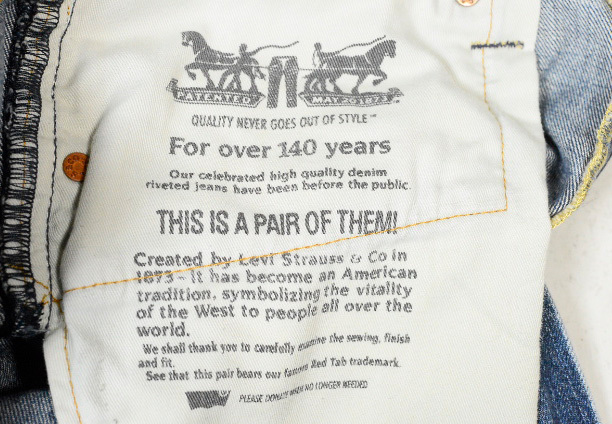 PATENTED MAY 20 1873
QUALITY NEVER GOES OUT OF STYLE™
For over 140 years
Our celebrated high quality denim
riveted jeans have been before the public.
THIS IS A PAIR OF THEM!
Created by Levi Strauss & Co in
1873 - it has become an American
tradition, symbolizing the vitality
of the West to people all over the
world.
We shall thank you to carefully examine the sewing, finish
and fit.
See that this pair bears our famous Red Tab trademark.
PLEASE DONATE WHEN NO LONGER NEEDED